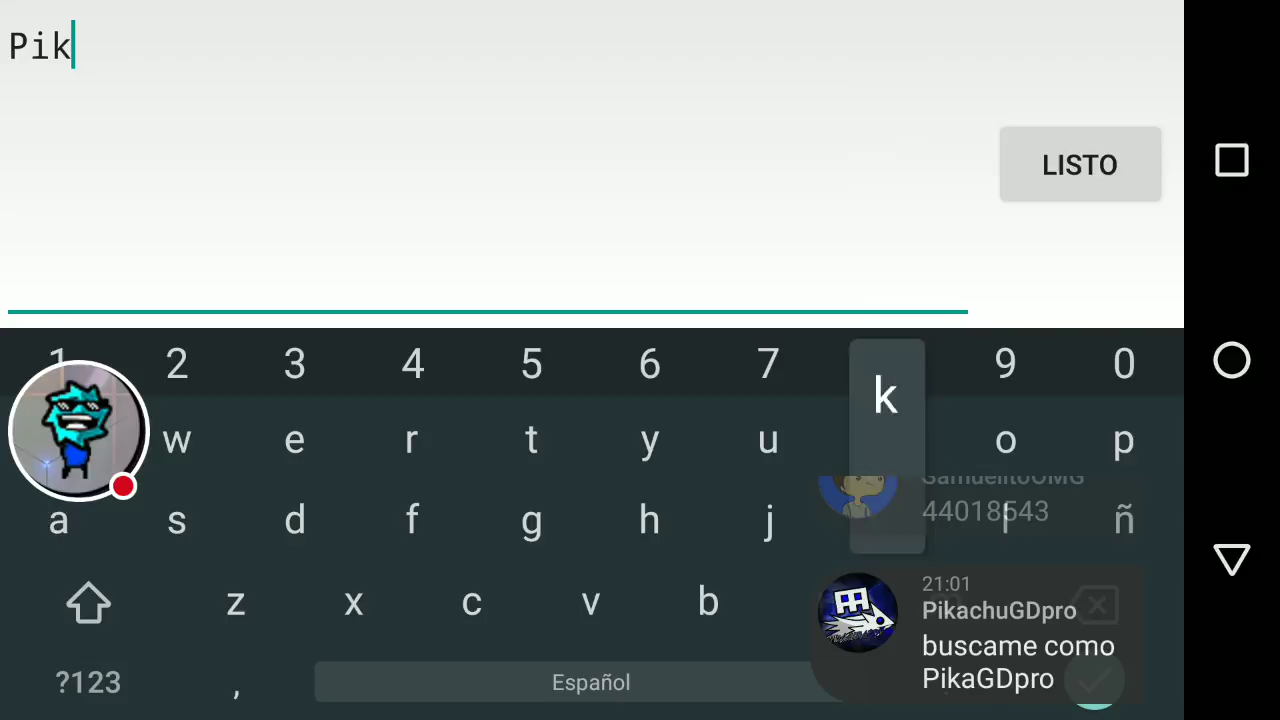 Pik
LISTO
1 2 3 4 5 6 7 9 0
k
w e r t y u o p
SamuelitoOMG
44018543
a s d f g h j l ñ
21:01
PikachuGDpro
z x c v b
buscame como
PikaGDpro
?123 , Español